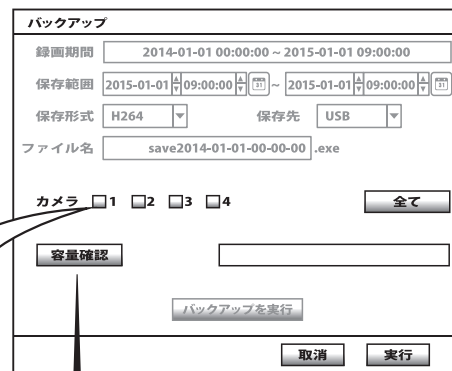 バックアップ
録画期間 2014-01-01 00:00:00 ~ 2015-01-01 09:00:00
保存範囲 2015-01-01 09:00:00 31 ~ 2015-01-01 09:00:00 31
保存形式 H264 保存先 USB
ファイル名 save2014-01-01-00-00-00 .exe
カメラ 1 2 3 4 全て
容量確認
バックアップを実行
取消 実行